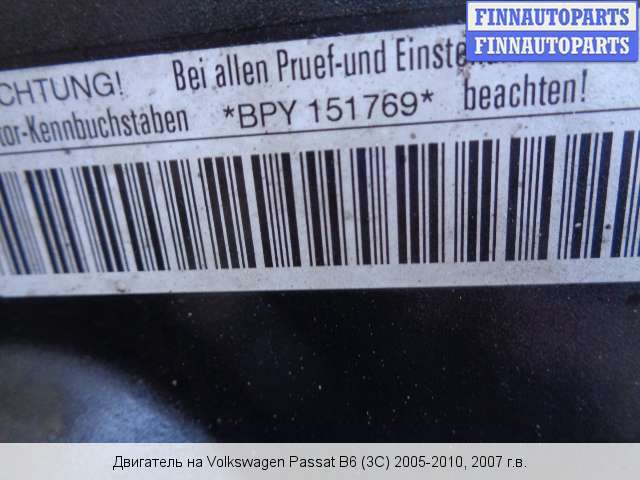 FINNAUTOPARTS
FINNAUTOPARTS
CHTUNG! Bei allen Pruef-und
tor-Kennbuchstaben *BPY 151769* beachten!
Двигатель на Volkswagen Passat B6 (3C) 2005-2010, 2007 г.в.